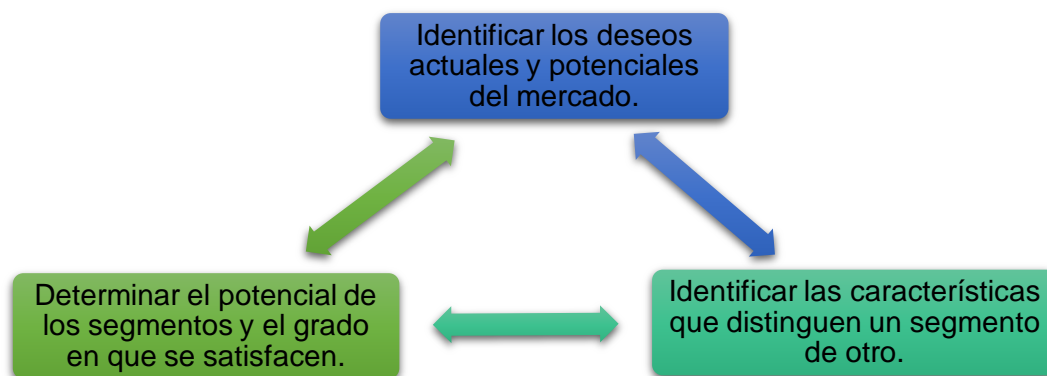 Identificar los deseos
actuales y potenciales
del mercado.
Determinar el potencial de
los segmentos y el grado
en que se satisfacen.
Identificar las características
que distinguen un segmento
de otro.